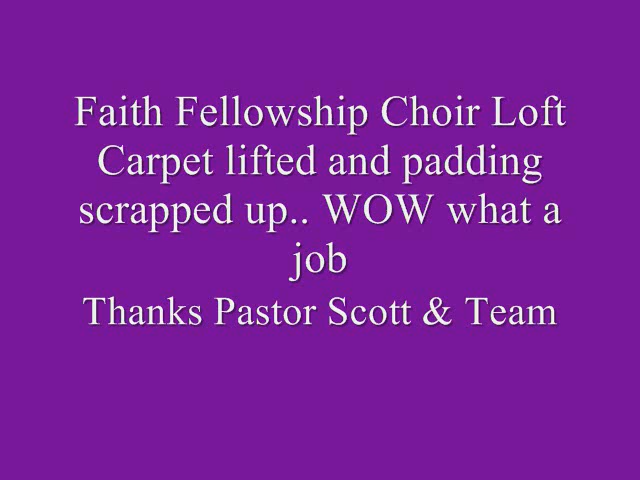 Faith Fellowship Choir Loft
Carpet lifted and padding
scrapped up.. WOW what a
job
Thanks Pastor Scott & Team